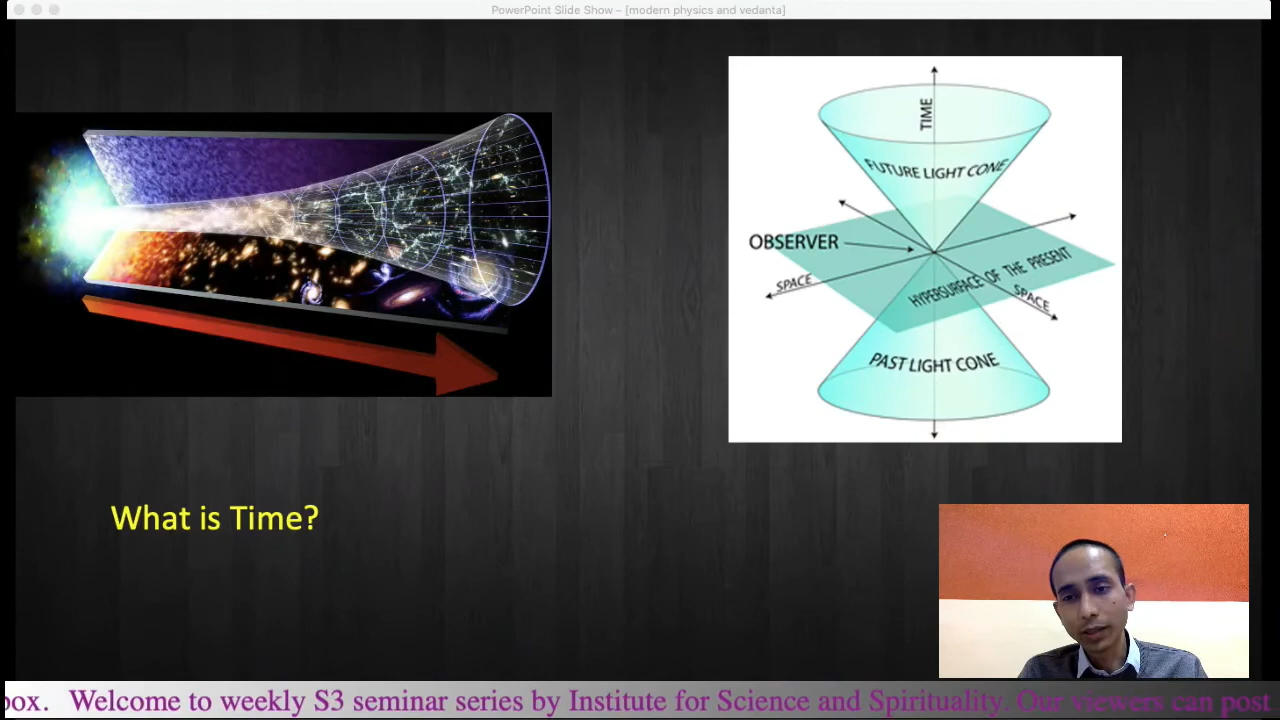 PowerPoint Slide Show – [modern physics and vedanta]
TIME
FUTURE LIGHT CONE
OBSERVER
SPACE
HYPERSURFACE OF THE PRESENT
SPACE
PAST LIGHT CONE
What is Time?
box. Welcome to weekly S3 seminar series by Institute for Science and Spirituality. Our viewers can post